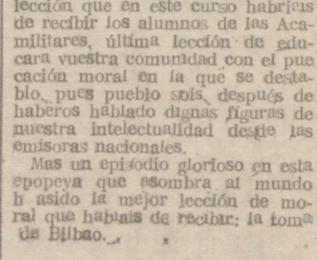 lección que en este curso habríais
de recibir los alumnos de las Aca-
militares, última lección de edu-
cara vuestra comunidad con el pue
cación moral en la que se desta-
blo, pues pueblo sois, después de
haberos hablado dignas figuras de
nuestra intelectualidad desde las
emisoras nacionales.
Mas un episodio glorioso en esta
epopeya que asombra al mundo
h asido la mejor lección de mo-
ral que habíais de recibir: la toma
de Bilbao.